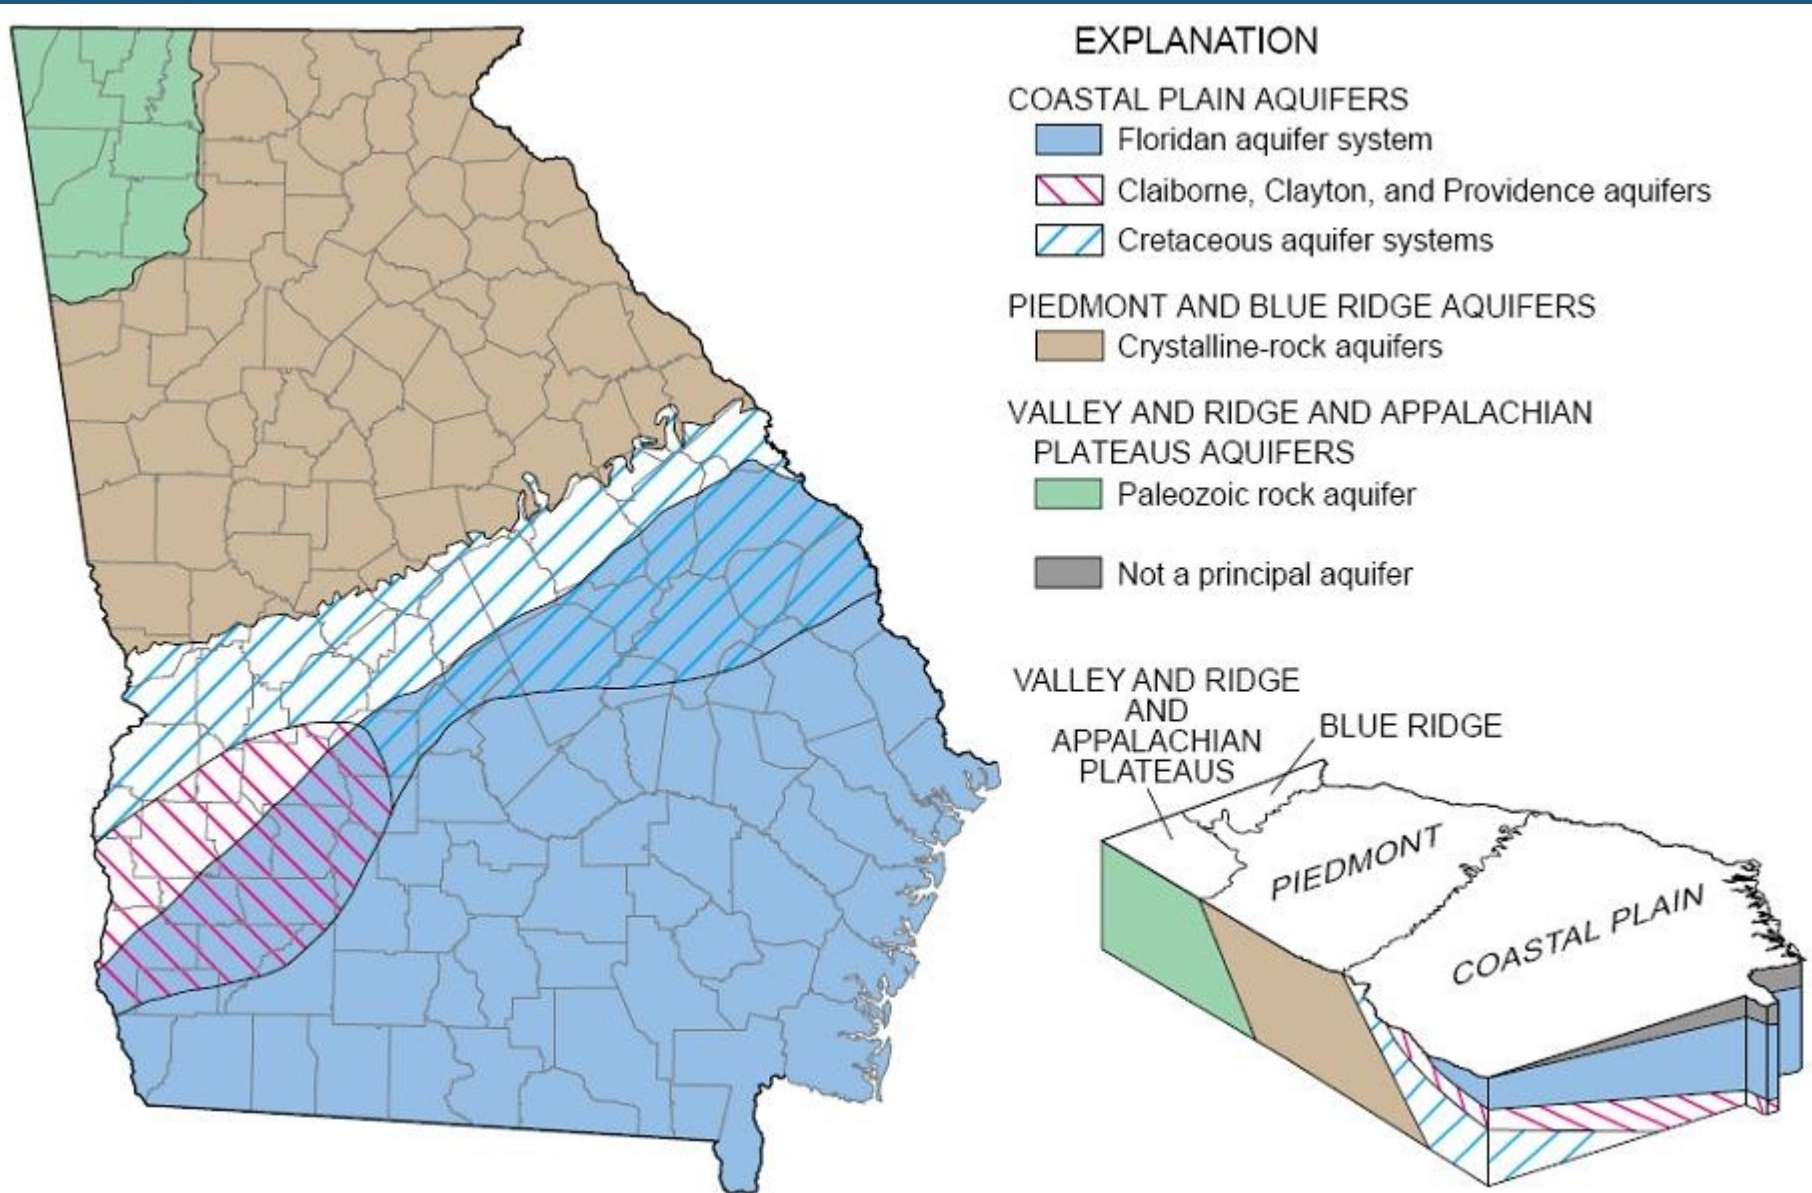 EXPLANATION
COASTAL PLAIN AQUIFERS
Floridan aquifer system
Claiborne, Clayton, and Providence aquifers
Cretaceous aquifer systems
PIEDMONT AND BLUE RIDGE AQUIFERS
Crystalline-rock aquifers
VALLEY AND RIDGE AND APPALACHIAN
PLATEAUS AQUIFERS
Paleozoic rock aquifer
Not a principal aquifer
VALLEY AND RIDGE
AND
APPALACHIAN
PLATEAUS
BLUE RIDGE
PIEDMONT
COASTAL PLAIN